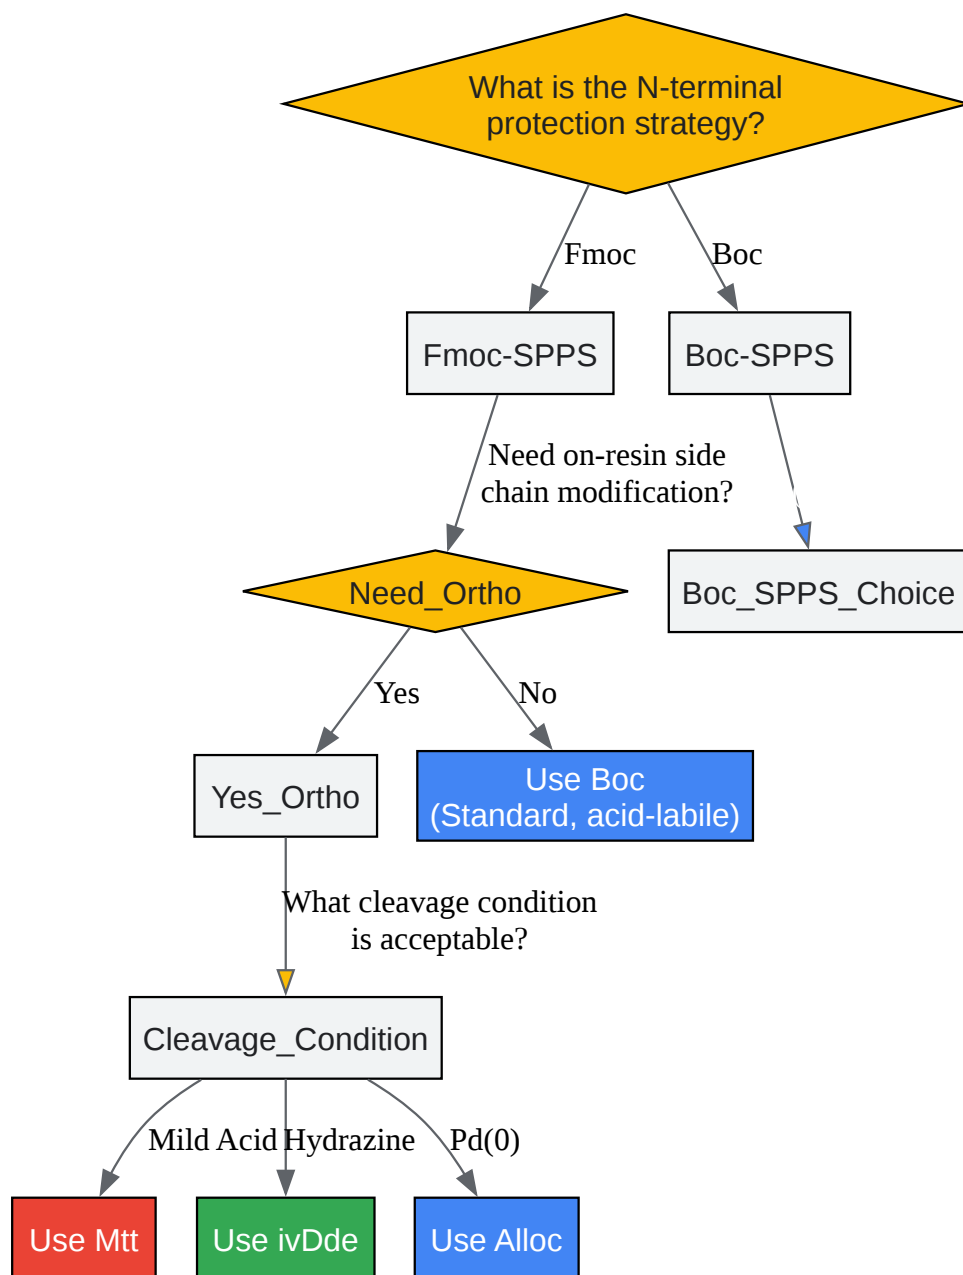 What is the N-terminal
protection strategy?
Fmoc
Boc
Fmoc-SPPS
Boc-SPPS
Need on-resin side
chain modification?
Need_Ortho
Boc_SPPS_Choice
Yes
No
Yes_Ortho
Use Boc
(Standard, acid-labile)
What cleavage condition
is acceptable?
Cleavage_Condition
Mild Acid
Hydrazine
Pd(0)
Use Mtt
Use ivDde
Use Alloc